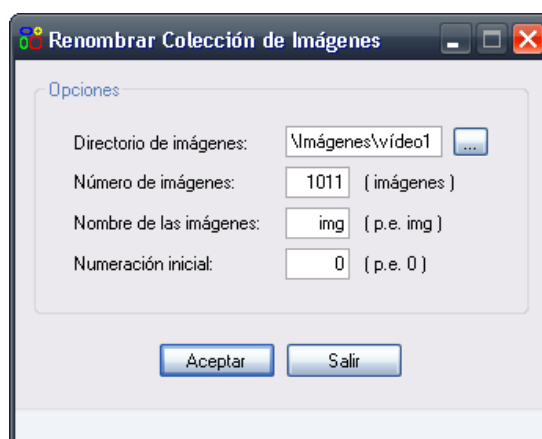 Renombrar Colección de Imágenes
Opciones
Directorio de imágenes: \Imágenes\vídeo1 ...
Número de imágenes: 1011 ( imágenes )
Nombre de las imágenes: img ( p.e. img )
Numeración inicial: 0 ( p.e. 0 )
Aceptar Salir